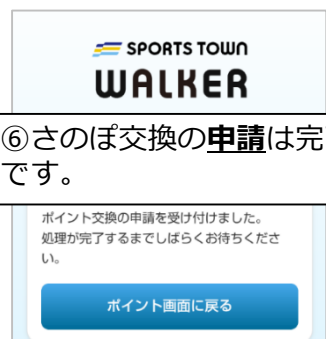 SPORTS TOWN
WALKER
⑥さのぽ交換の申請は完
です。
ポイント交換の申請を受け付けました。
処理が完了するまでしばらくお待ちくださ
い。
ポイント画面に戻る